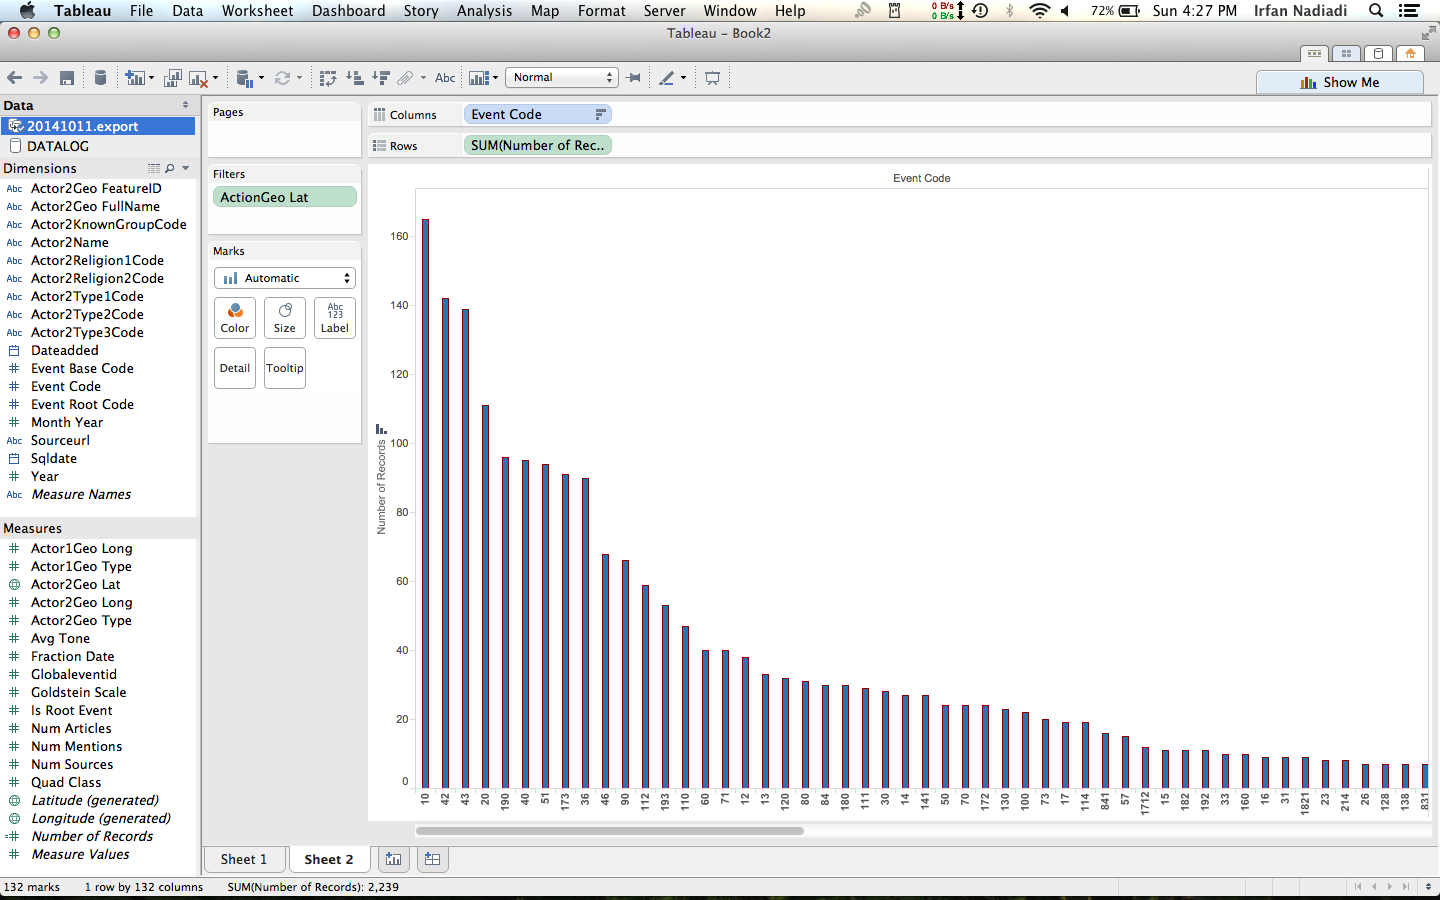 Tableau File Data Worksheet Dashboard Story Analysis Map Format Server Window Help 0 B/s 0 B/s 72% Sun 4:27 PM Irfan Nadiadi
Tableau - Book2
Abc Normal Show Me
Data
20141011.export
DATALOG
Dimensions
Abc Actor2Geo FeatureID
Abc Actor2Geo FullName
Abc Actor2KnownGroupCode
Abc Actor2Name
Abc Actor2Religion1Code
Abc Actor2Religion2Code
Abc Actor2Type1Code
Abc Actor2Type2Code
Abc Actor2Type3Code
Dateadded
# Event Base Code
# Event Code
# Event Root Code
# Month Year
Abc Sourceurl
Sqldate
# Year
Abc Measure Names
Measures
# Actor1Geo Long
# Actor1Geo Type
Actor2Geo Lat
# Actor2Geo Long
# Actor2Geo Type
# Avg Tone
# Fraction Date
# Globaleventid
# Goldstein Scale
# Is Root Event
# Num Articles
# Num Mentions
# Num Sources
# Quad Class
Latitude (generated)
Longitude (generated)
=# Number of Records
# Measure Values
Pages
Filters
ActionGeo Lat
Marks
Automatic
Color Size Abc 123 Label
Detail Tooltip
Columns Event Code
Rows SUM(Number of Rec..
Event Code
Number of Records
160
140
120
100
80
60
40
20
0
10 42 43 20 190 40 51 173 36 46 90 112 193 110 60 71 12 13 120 80 84 180 111 30 14 141 50 70 172 130 100 73 17 114 841 57 1712 15 182 192 33 160 16 31 1821 23 214 26 128 138 831
Sheet 1 Sheet 2
132 marks 1 row by 132 columns SUM(Number of Records): 2,239